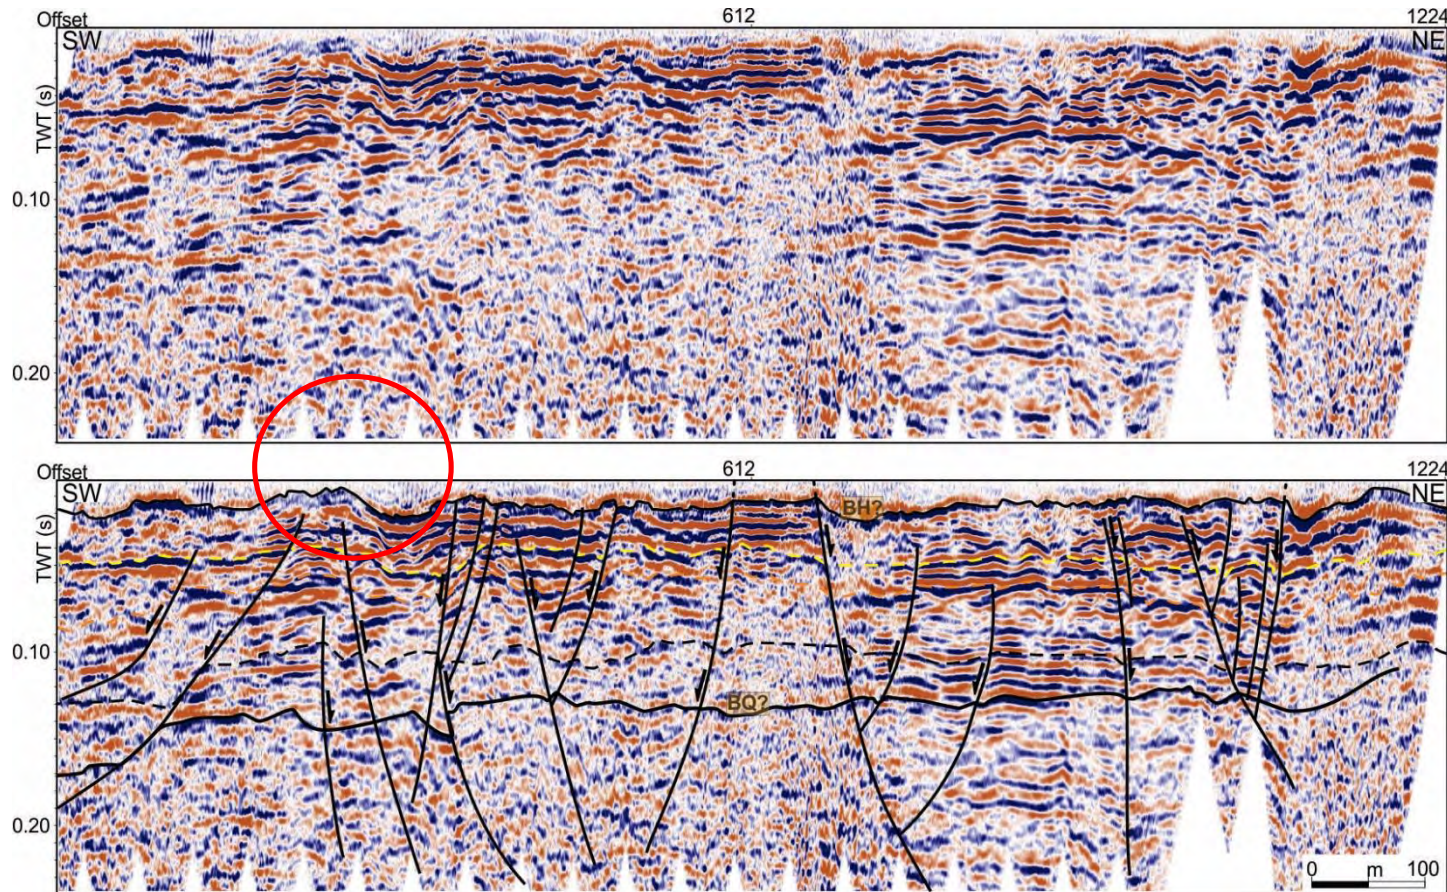 Offset 612 1224
SW NE
TWT (s)
0.10
0.20
Offset 612 1224
SW NE
BH?
TWT (s)
0.10
BQ?
0.20
0 m 100